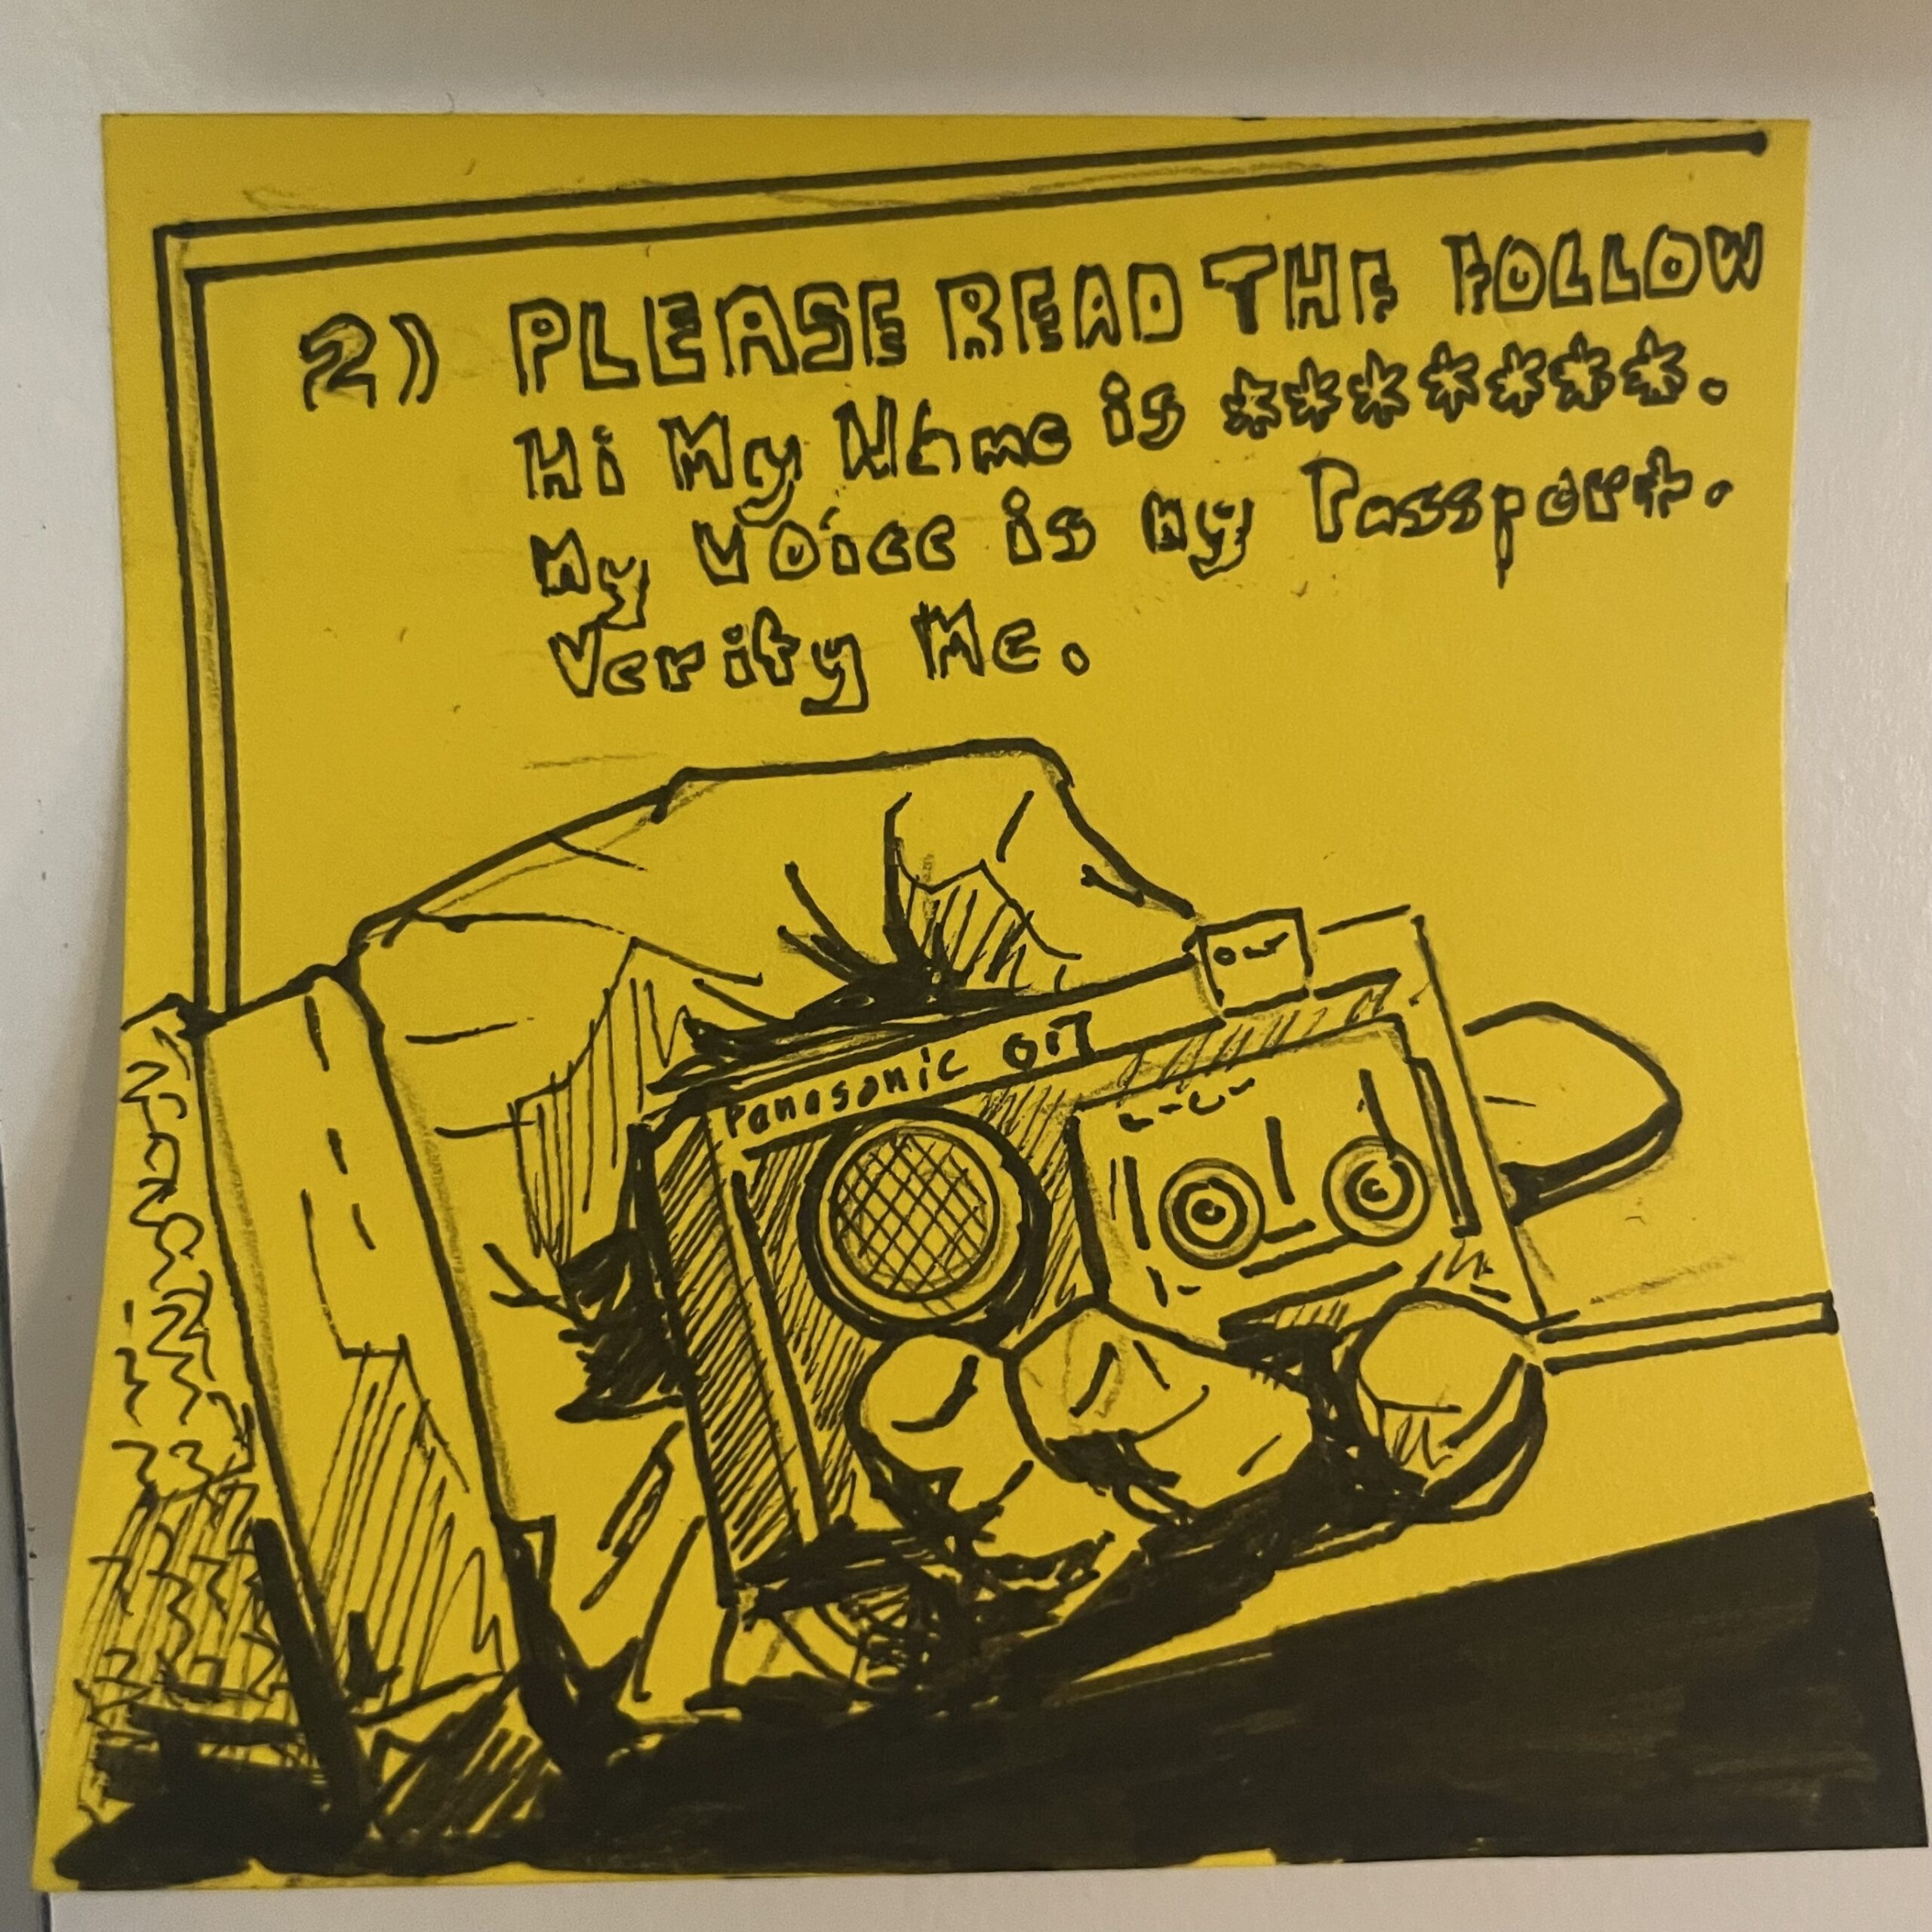 2) PLEASE READ THE FOLLOW
Hi My Name is *******.
My Voice is my Passport.
Verify Me.
Panasonic